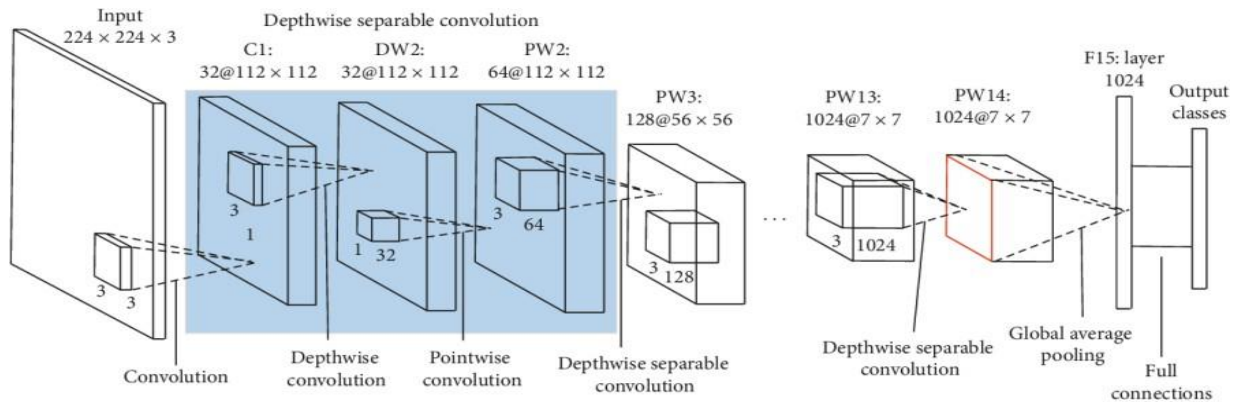 Input
224 × 224 × 3
Depthwise separable convolution
C1:
32@112 × 112
DW2:
32@112 × 112
PW2:
64@112 × 112
PW3:
128@56 × 56
PW13:
1024@7 × 7
PW14:
1024@7 × 7
F15: layer
1024
Output
classes
3
3
3
1
1
32
3
64
3
128
...
3
1024
Convolution
Depthwise
convolution
Pointwise
convolution
Depthwise separable
convolution
Depthwise separable
convolution
Global average
pooling
Full
connections